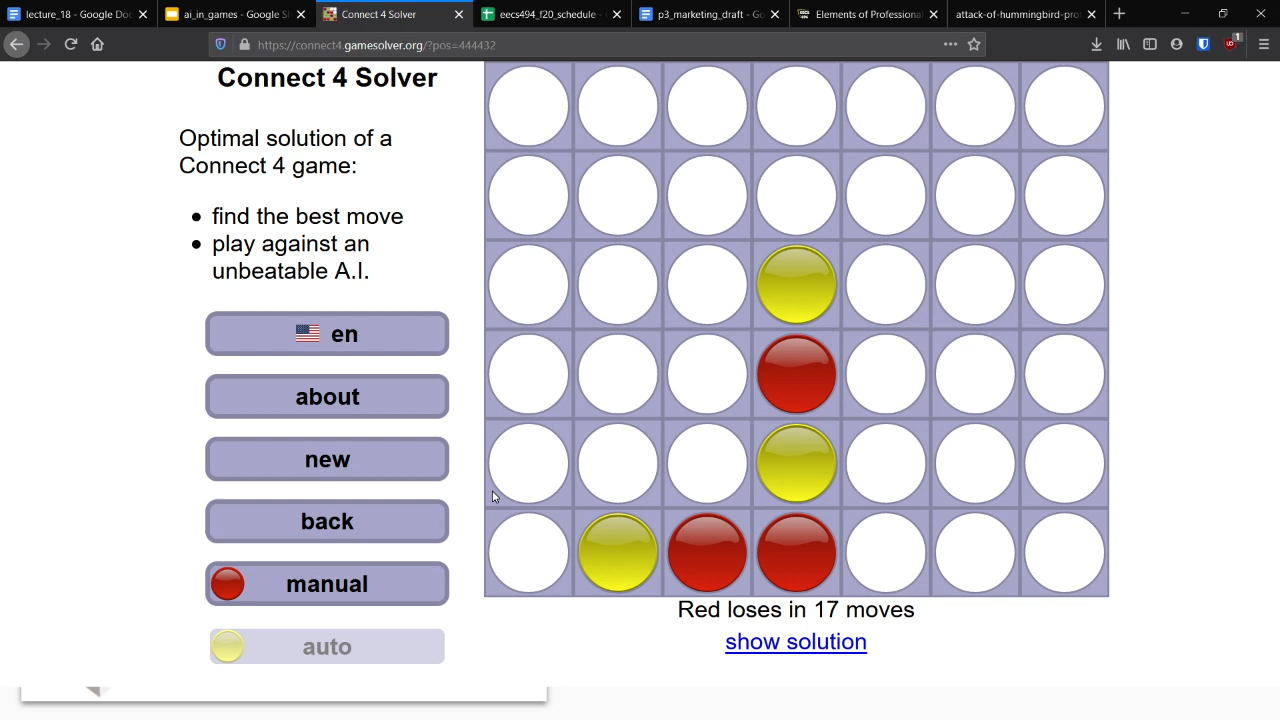 lecture_18 - Google Doc
ai_in_games - Google S
Connect 4 Solver
eecs494_f20_schedule -
p3_marketing_draft - Go
Elements of Professional
attack-of-hummingbird-pro
https://connect4.gamesolver.org/?pos=444432
Connect 4 Solver
Optimal solution of a
Connect 4 game:
find the best move
play against an
unbeatable A.I.
en
about
new
back
manual
auto
Red loses in 17 moves
show solution